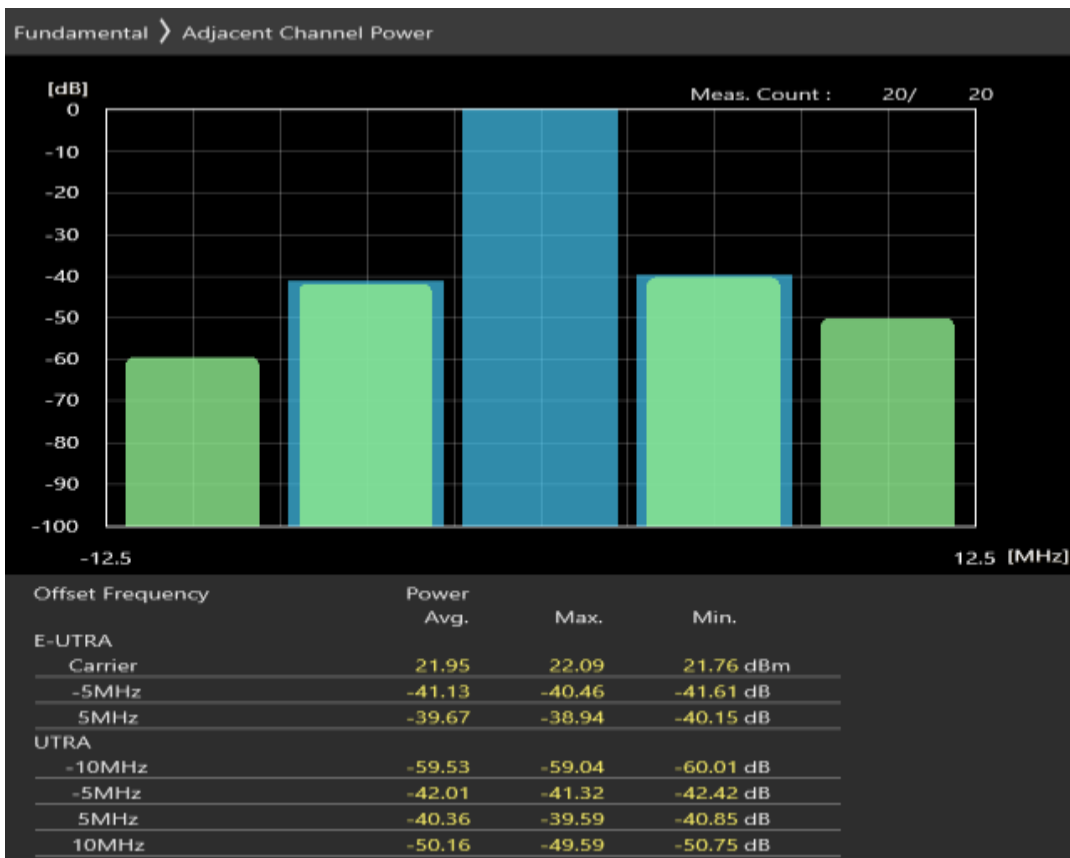 Fundamental ❯ Adjacent Channel Power
[dB]
Meas. Count : 20/ 20
0
-10
-20
-30
-40
-50
-60
-70
-80
-90
-100
-12.5 12.5 [MHz]
Offset Frequency Power
Avg. Max. Min.
E-UTRA
Carrier 21.95 22.09 21.76 dBm
-5MHz -41.13 -40.46 -41.61 dB
5MHz -39.67 -38.94 -40.15 dB
UTRA
-10MHz -59.53 -59.04 -60.01 dB
-5MHz -42.01 -41.32 -42.42 dB
5MHz -40.36 -39.59 -40.85 dB
10MHz -50.16 -49.59 -50.75 dB